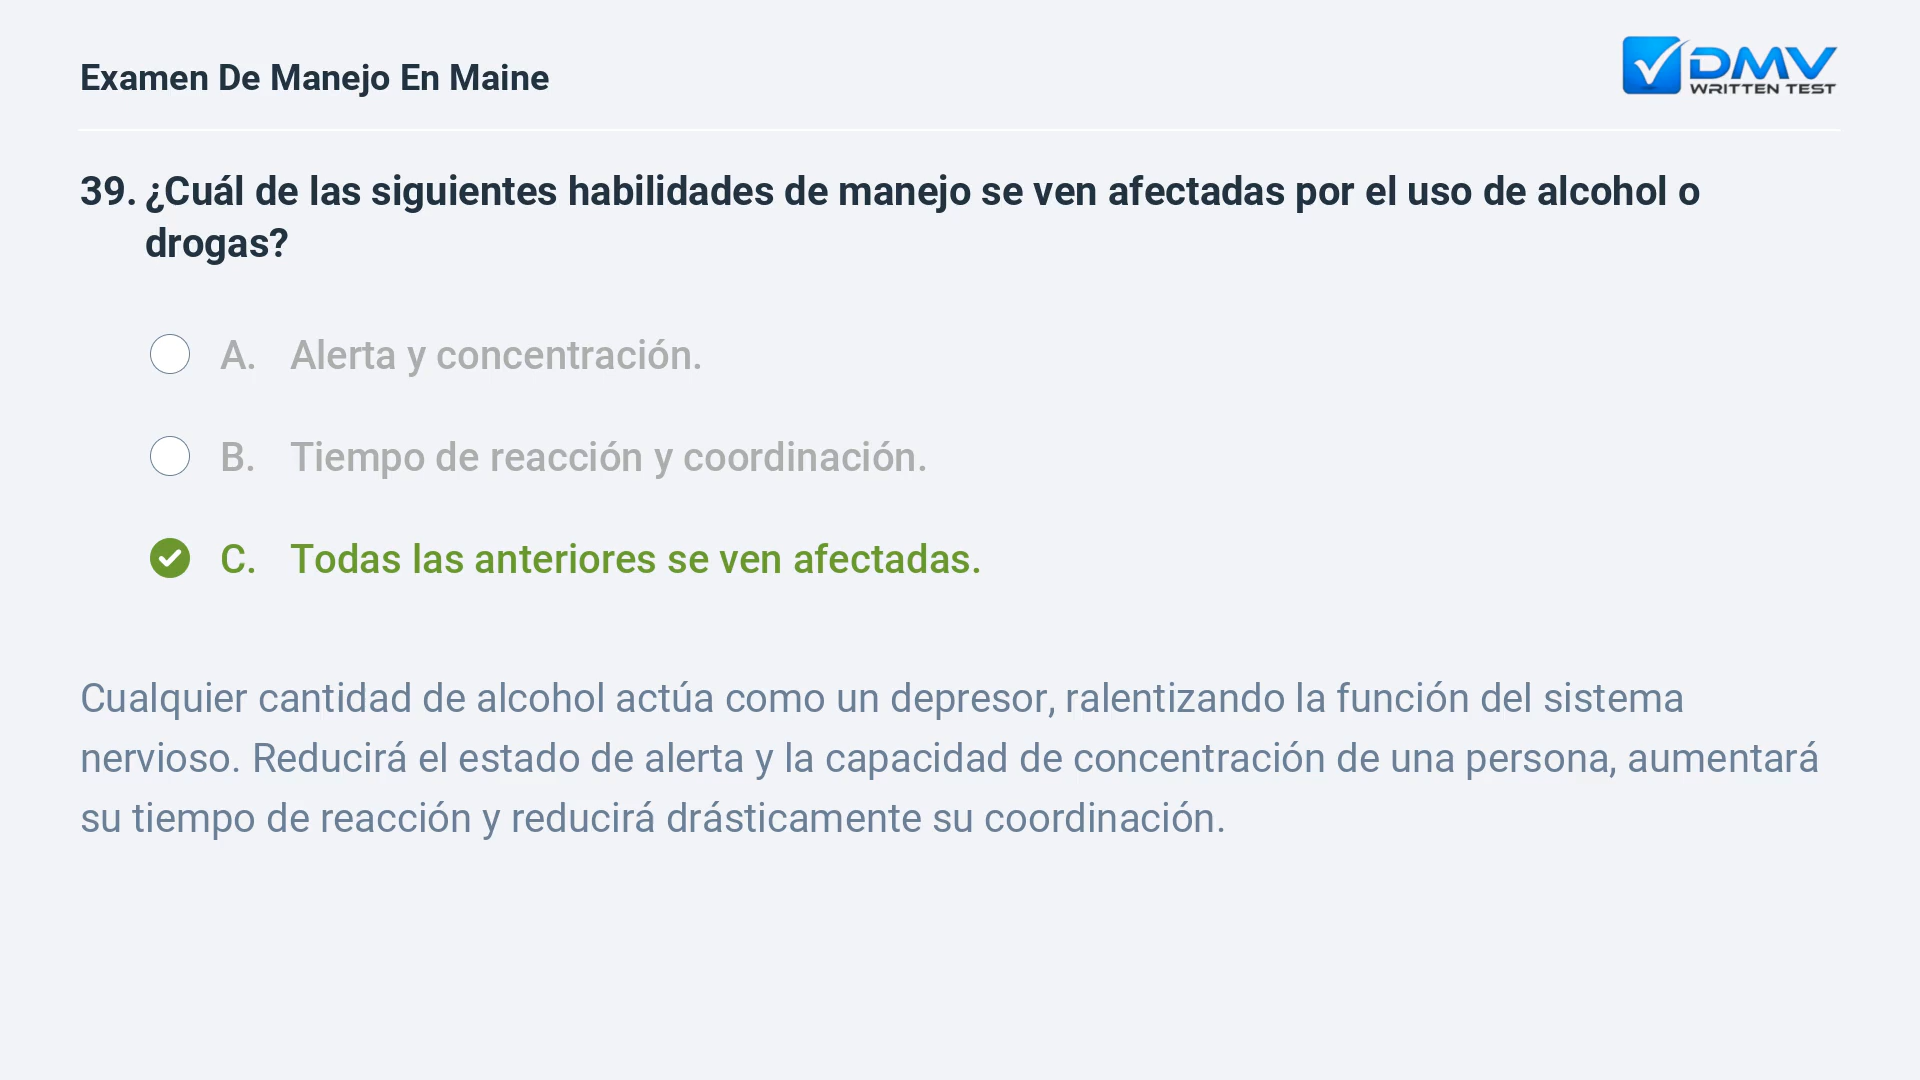 Examen De Manejo En Maine
DMV
WRITTEN TEST
39. ¿Cuál de las siguientes habilidades de manejo se ven afectadas por el uso de alcohol o
drogas?
A. Alerta y concentración.
B. Tiempo de reacción y coordinación.
C. Todas las anteriores se ven afectadas.
Cualquier cantidad de alcohol actúa como un depresor, ralentizando la función del sistema
nervioso. Reducirá el estado de alerta y la capacidad de concentración de una persona, aumentará
su tiempo de reacción y reducirá drásticamente su coordinación.